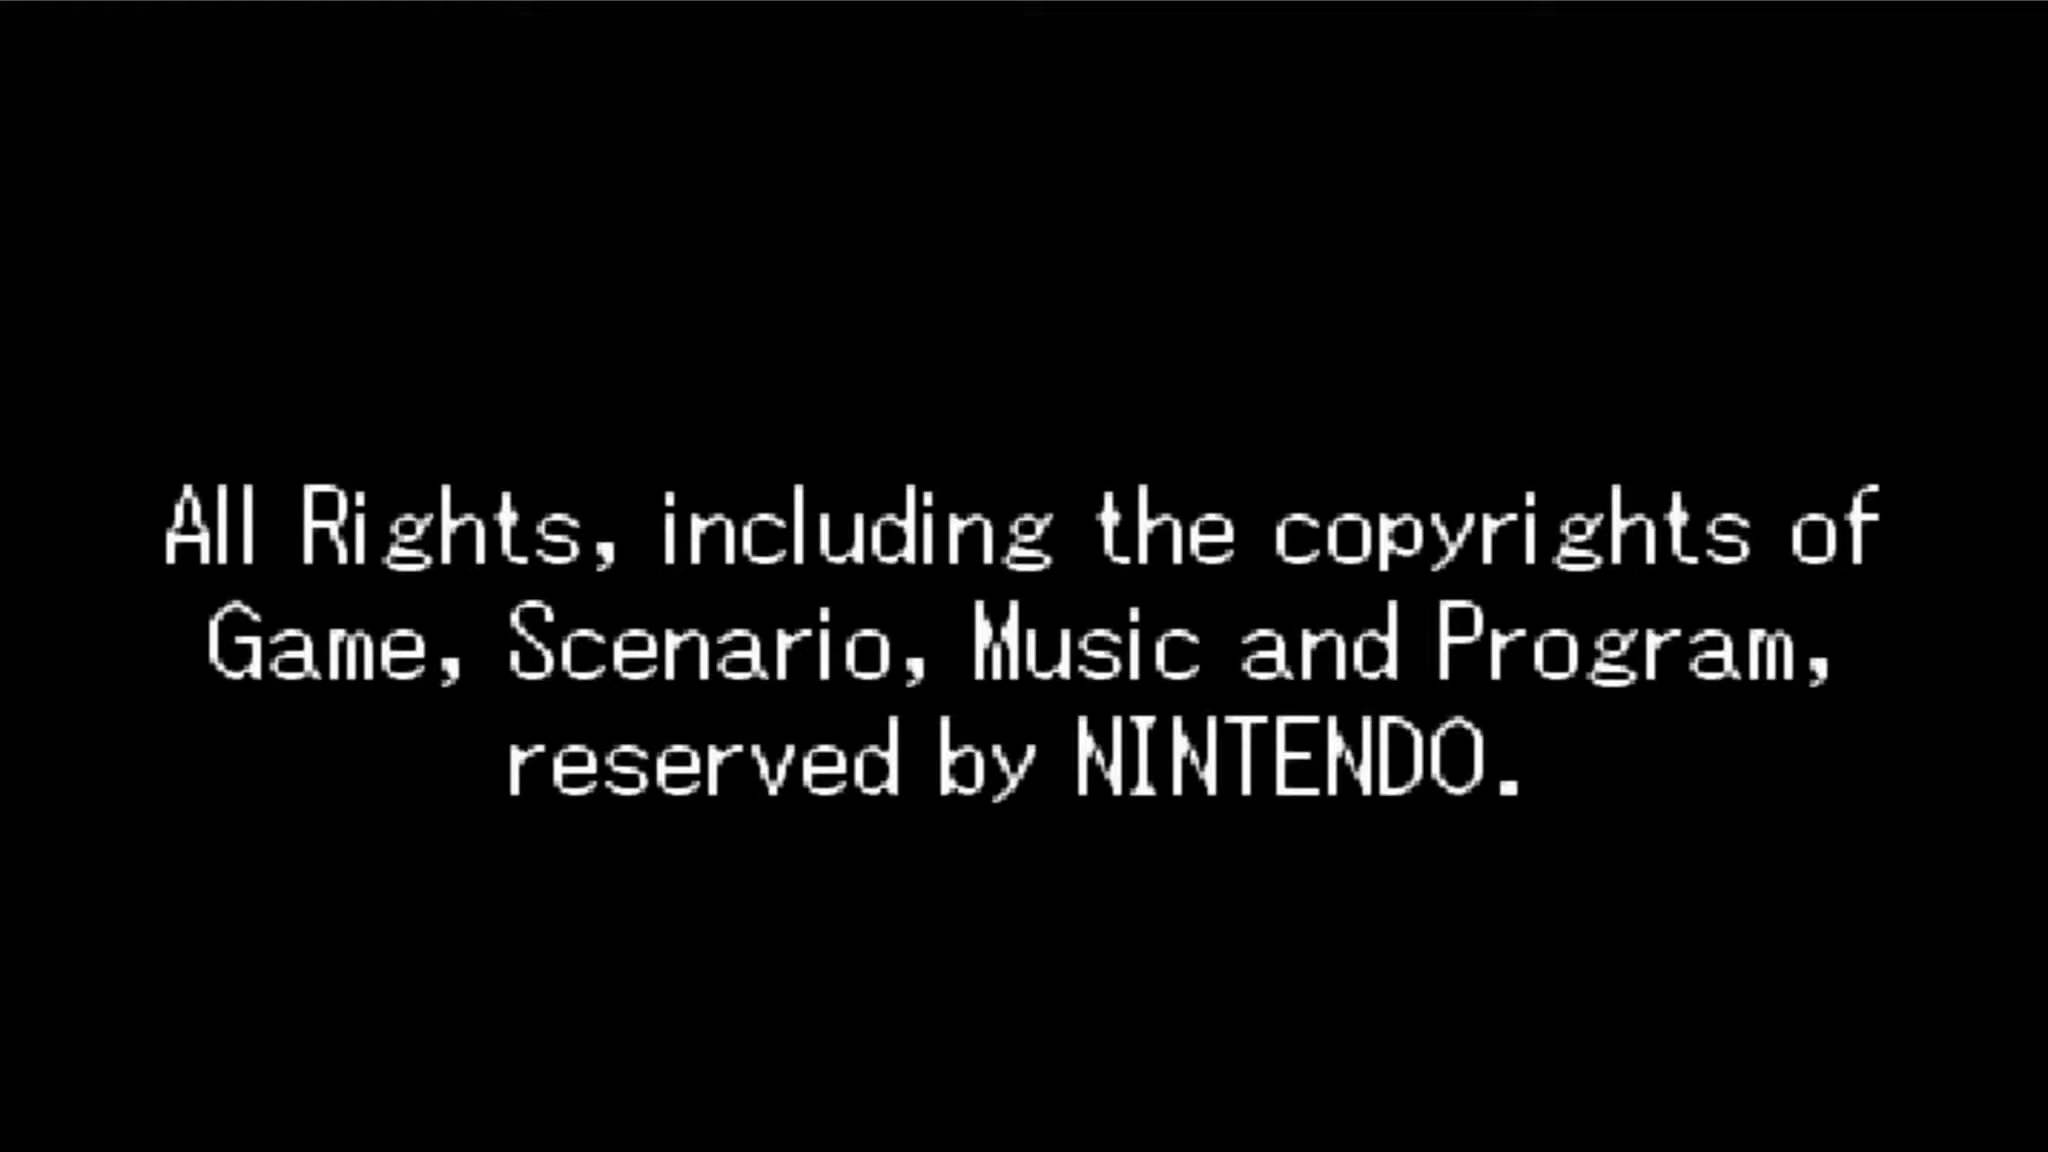 All Rights, including the copyrights of
Game, Scenario, Music and Program,
reserved by NINTENDO.